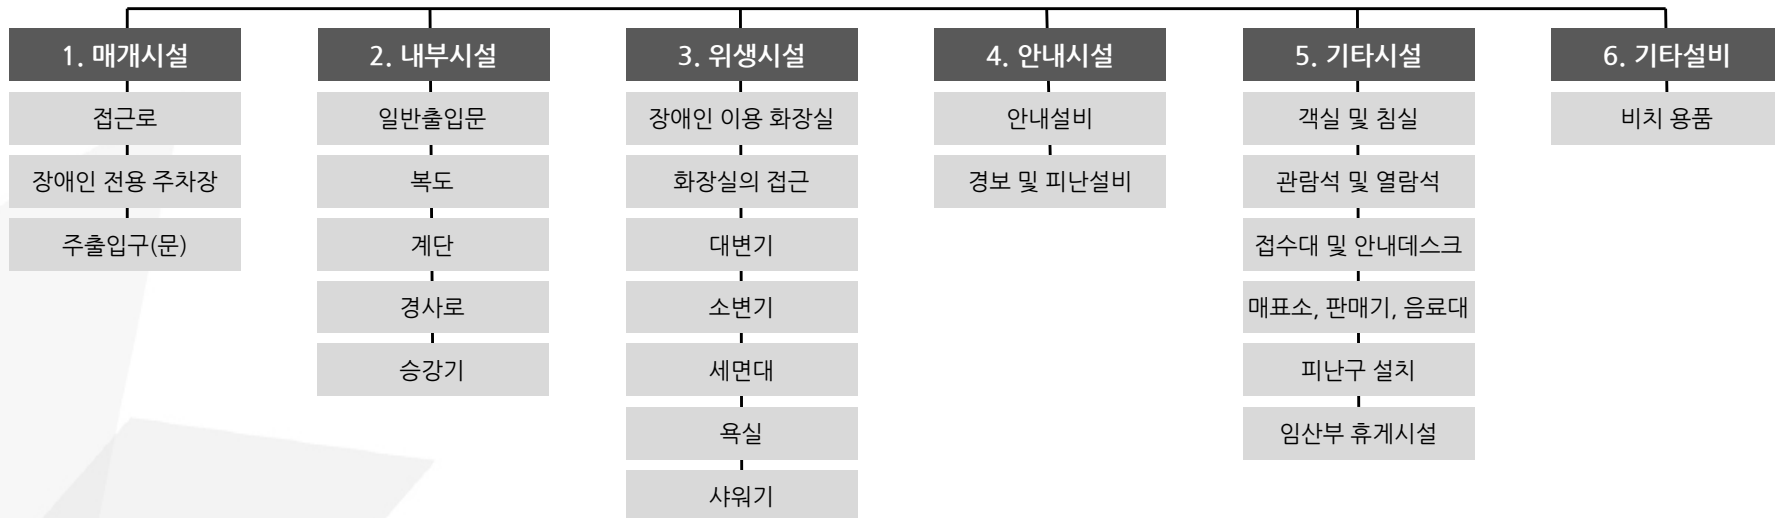 1. 매개시설
접근로
장애인 전용 주차장
주출입구(문)
2. 내부시설
일반출입문
복도
계단
경사로
승강기
3. 위생시설
장애인 이용 화장실
화장실의 접근
대변기
소변기
세면대
욕실
샤워기
4. 안내시설
안내설비
경보 및 피난설비
5. 기타시설
객실 및 침실
관람석 및 열람석
접수대 및 안내데스크
매표소, 판매기, 음료대
피난구 설치
임산부 휴게시설
6. 기타설비
비치 용품